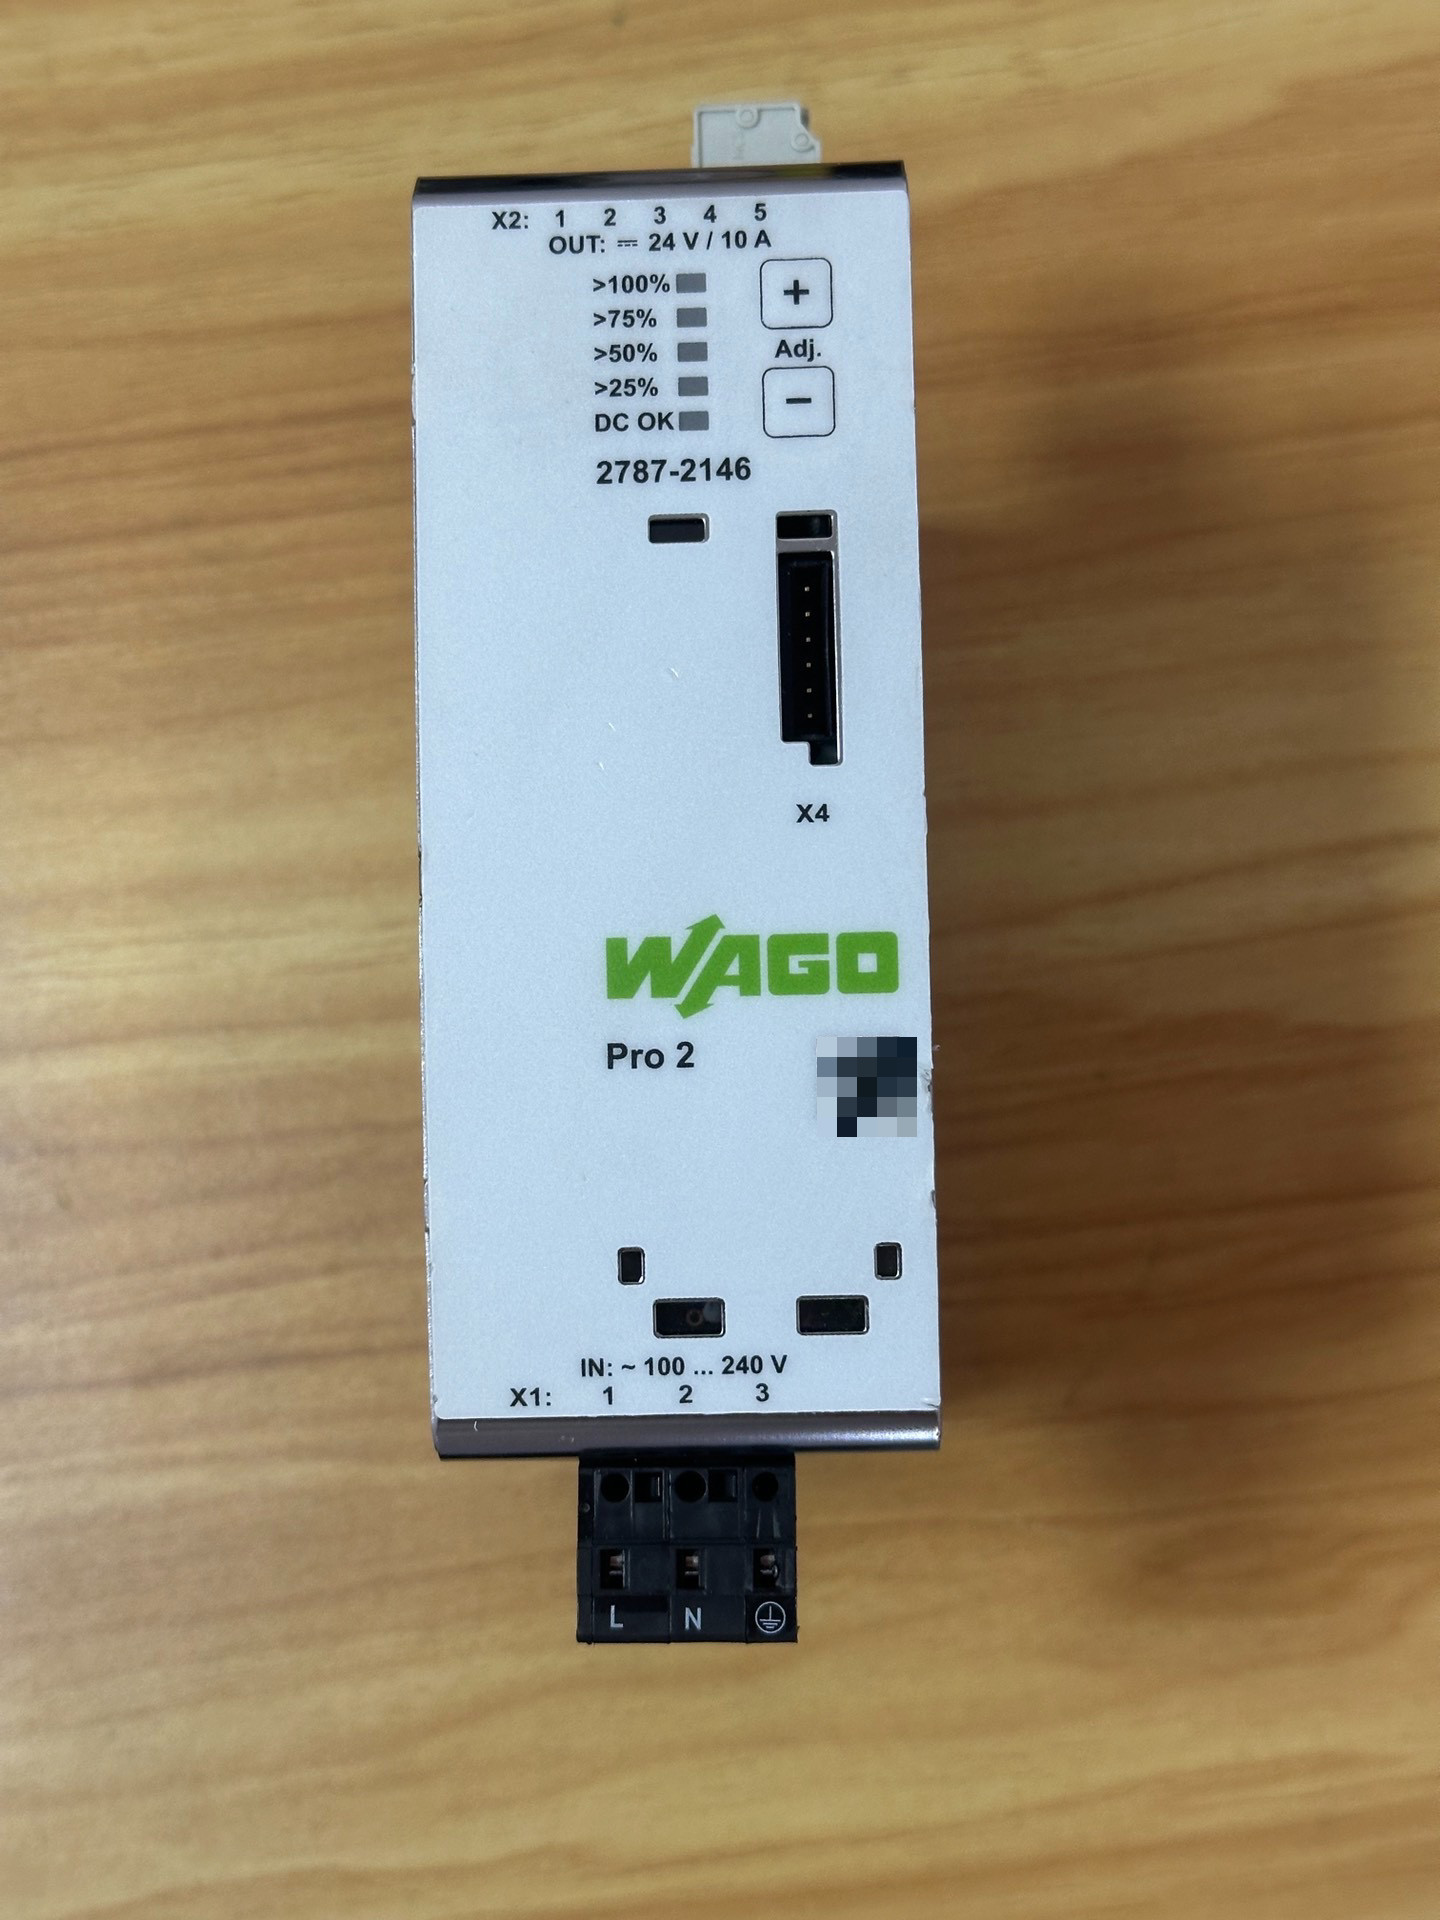 X2: 1 2 3 4 5
OUT: ⎓ 24 V / 10 A
>100%
+
>75%
Adj.
>50%
>25%
−
DC OK
2787-2146
X4
WAGO
Pro 2
IN: ~ 100 ... 240 V
X1: 1 2 3
L N